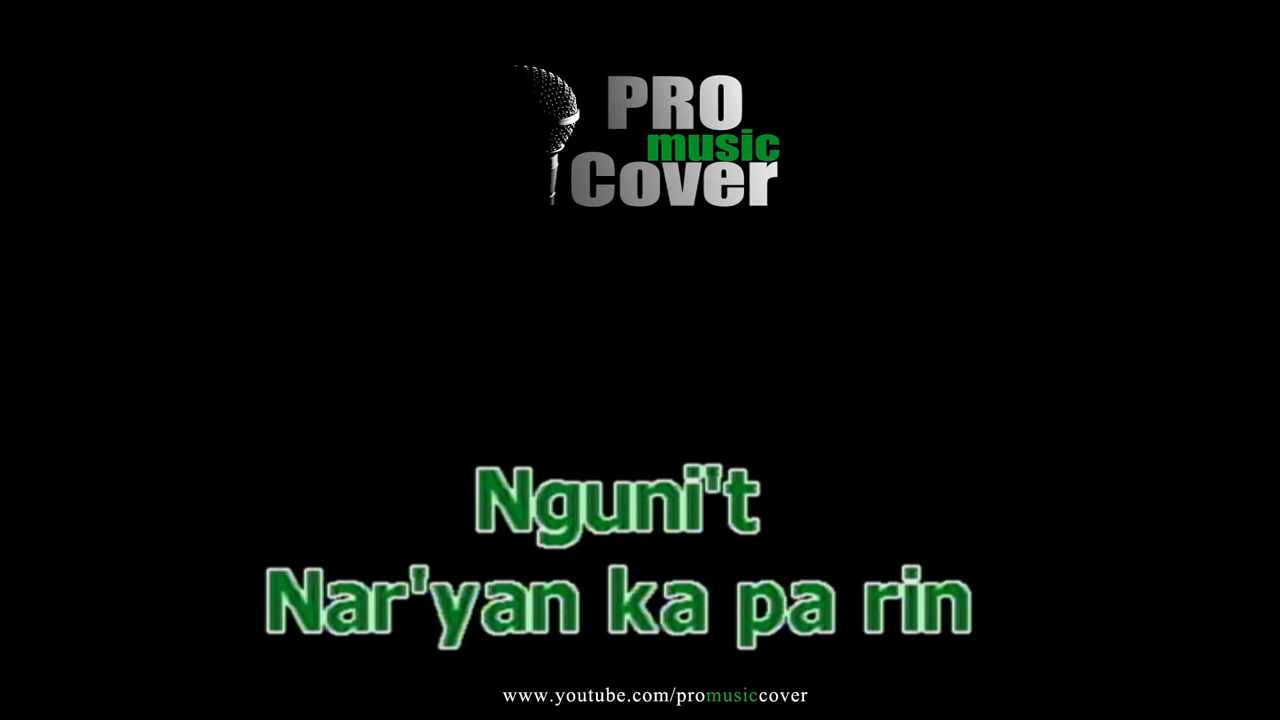 PRO
music
Cover
Nguni't
Nar'yan ka pa rin
www.youtube.com/promusiccover